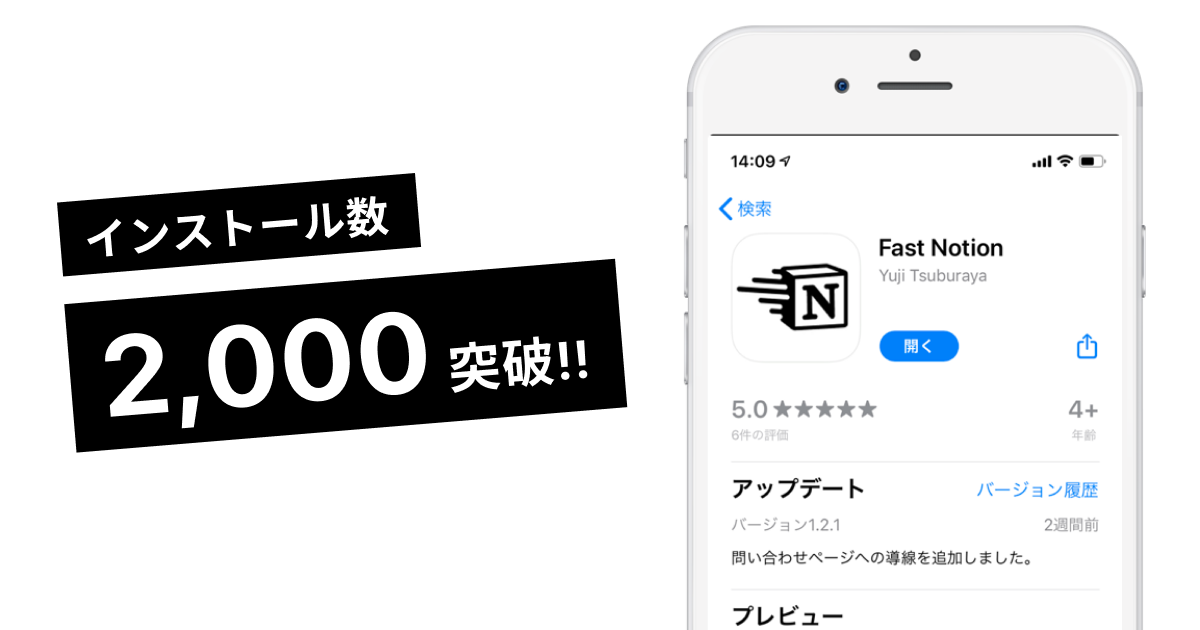 インストール数
2,000 突破!!
14:09
検索
Fast Notion
Yuji Tsuburaya
N
開く
5.0★★★★★
4+
6件の評価
年齢
アップデート
バージョン履歴
バージョン1.2.1
2週間前
問い合わせページへの導線を追加しました。
プレビュー